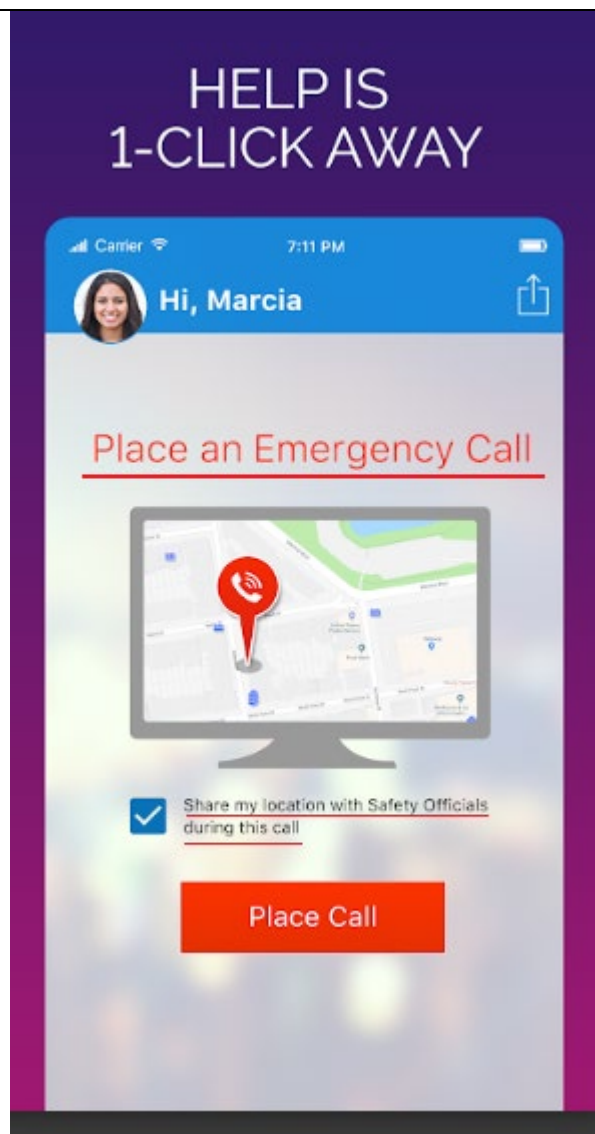 HELP IS
1-CLICK AWAY
Carrier 7:11 PM
Hi, Marcia
Place an Emergency Call
Share my location with Safety Officials
during this call
Place Call